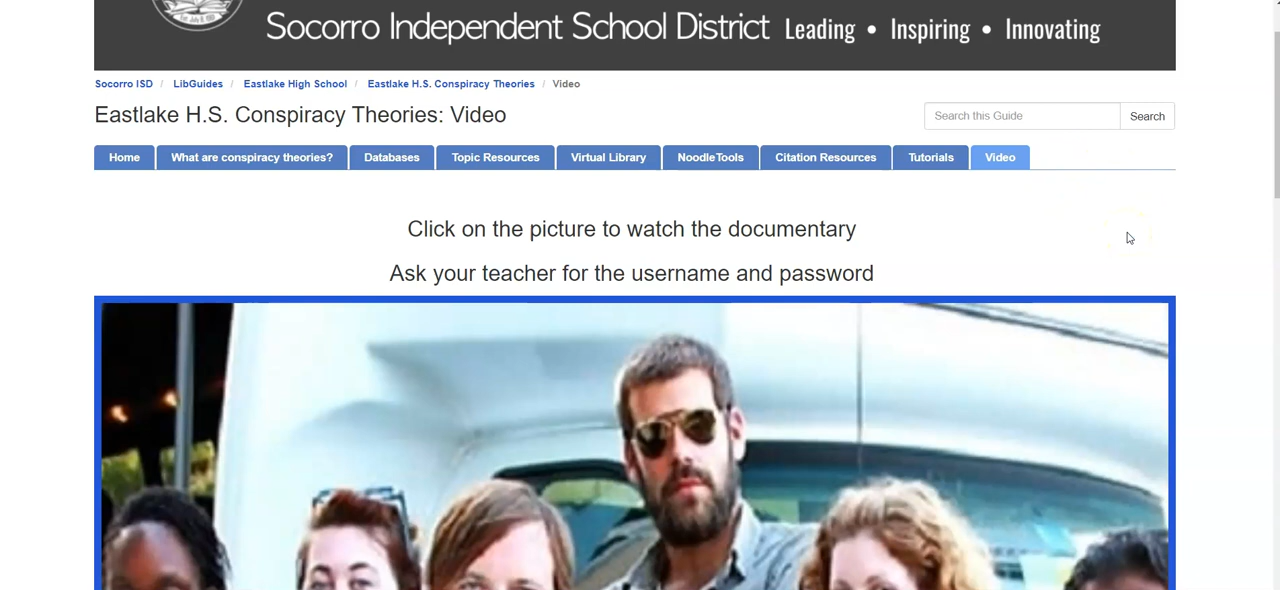 Socorro Independent School District Leading • Inspiring • Innovating
Socorro ISD / LibGuides / Eastlake High School / Eastlake H.S. Conspiracy Theories / Video
Eastlake H.S. Conspiracy Theories: Video
Search this Guide Search
Home What are conspiracy theories? Databases Topic Resources Virtual Library NoodleTools Citation Resources Tutorials Video
Click on the picture to watch the documentary
Ask your teacher for the username and password